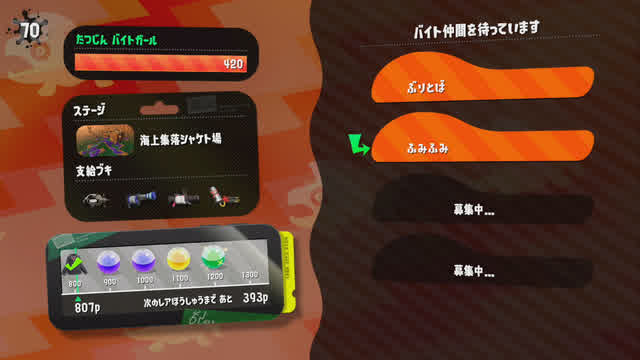 70
たつじん バイトガール
420
ステージ
海上集落シャケト場
支給ブキ
800 900 1000 1100 1200 1300
807p 次のレアほうしゅうまで あと 393p
バイト仲間を待っています
ぶりとば
ふみふみ
募集中...
募集中...